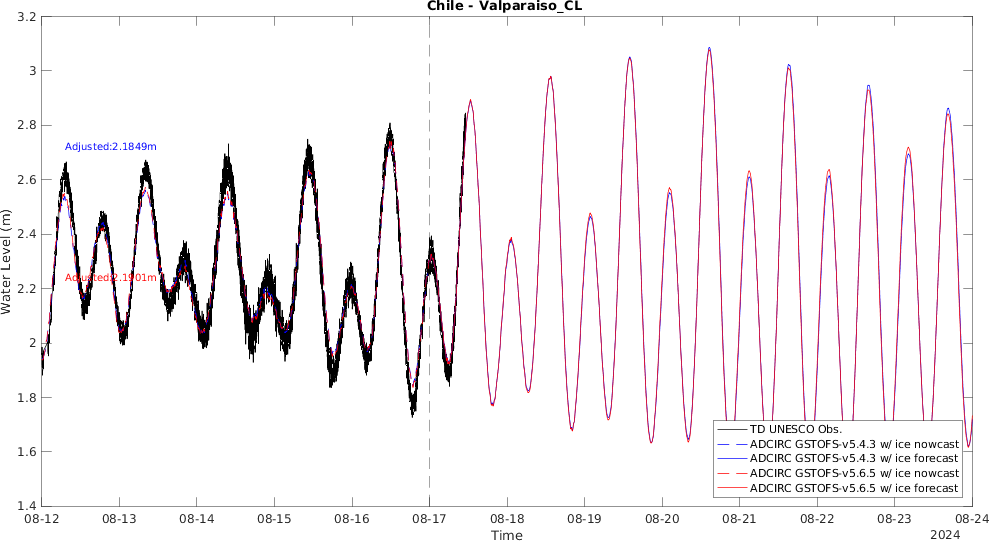 Chile - Valparaiso_CL
3.2
3
2.8
2.6
2.4
2.2
2
1.8
1.6
1.4
Water Level (m)
Adjusted:2.1849m
Adjusted:2.1901m
TD UNESCO Obs.
ADCIRC GSTOFS-v5.4.3 w/ ice nowcast
ADCIRC GSTOFS-v5.4.3 w/ ice forecast
ADCIRC GSTOFS-v5.6.5 w/ ice nowcast
ADCIRC GSTOFS-v5.6.5 w/ ice forecast
08-12 08-13 08-14 08-15 08-16 08-17 08-18 08-19 08-20 08-21 08-22 08-23 08-24
Time
2024